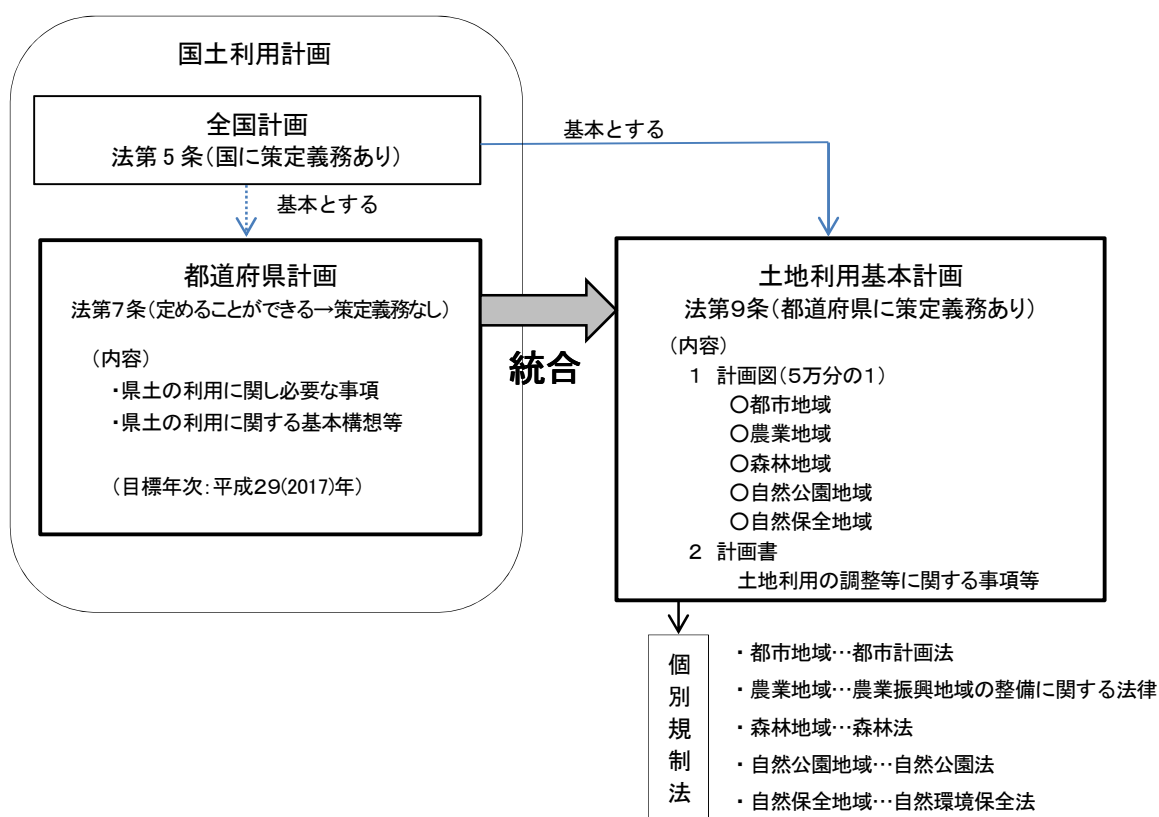 国土利用計画
全国計画
法第5条(国に策定義務あり)
基本とする
基本とする
都道府県計画
法第7条(定めることができる→策定義務なし)
(内容)
・県土の利用に関し必要な事項
・県土の利用に関する基本構想等
(目標年次:平成29(2017)年)
統合
土地利用基本計画
法第9条(都道府県に策定義務あり)
(内容)
1 計画図(5万分の1)
○都市地域
○農業地域
○森林地域
○自然公園地域
○自然保全地域
2 計画書
土地利用の調整等に関する事項等
個別規制法
・都市地域…都市計画法
・農業地域…農業振興地域の整備に関する法律
・森林地域…森林法
・自然公園地域…自然公園法
・自然保全地域…自然環境保全法